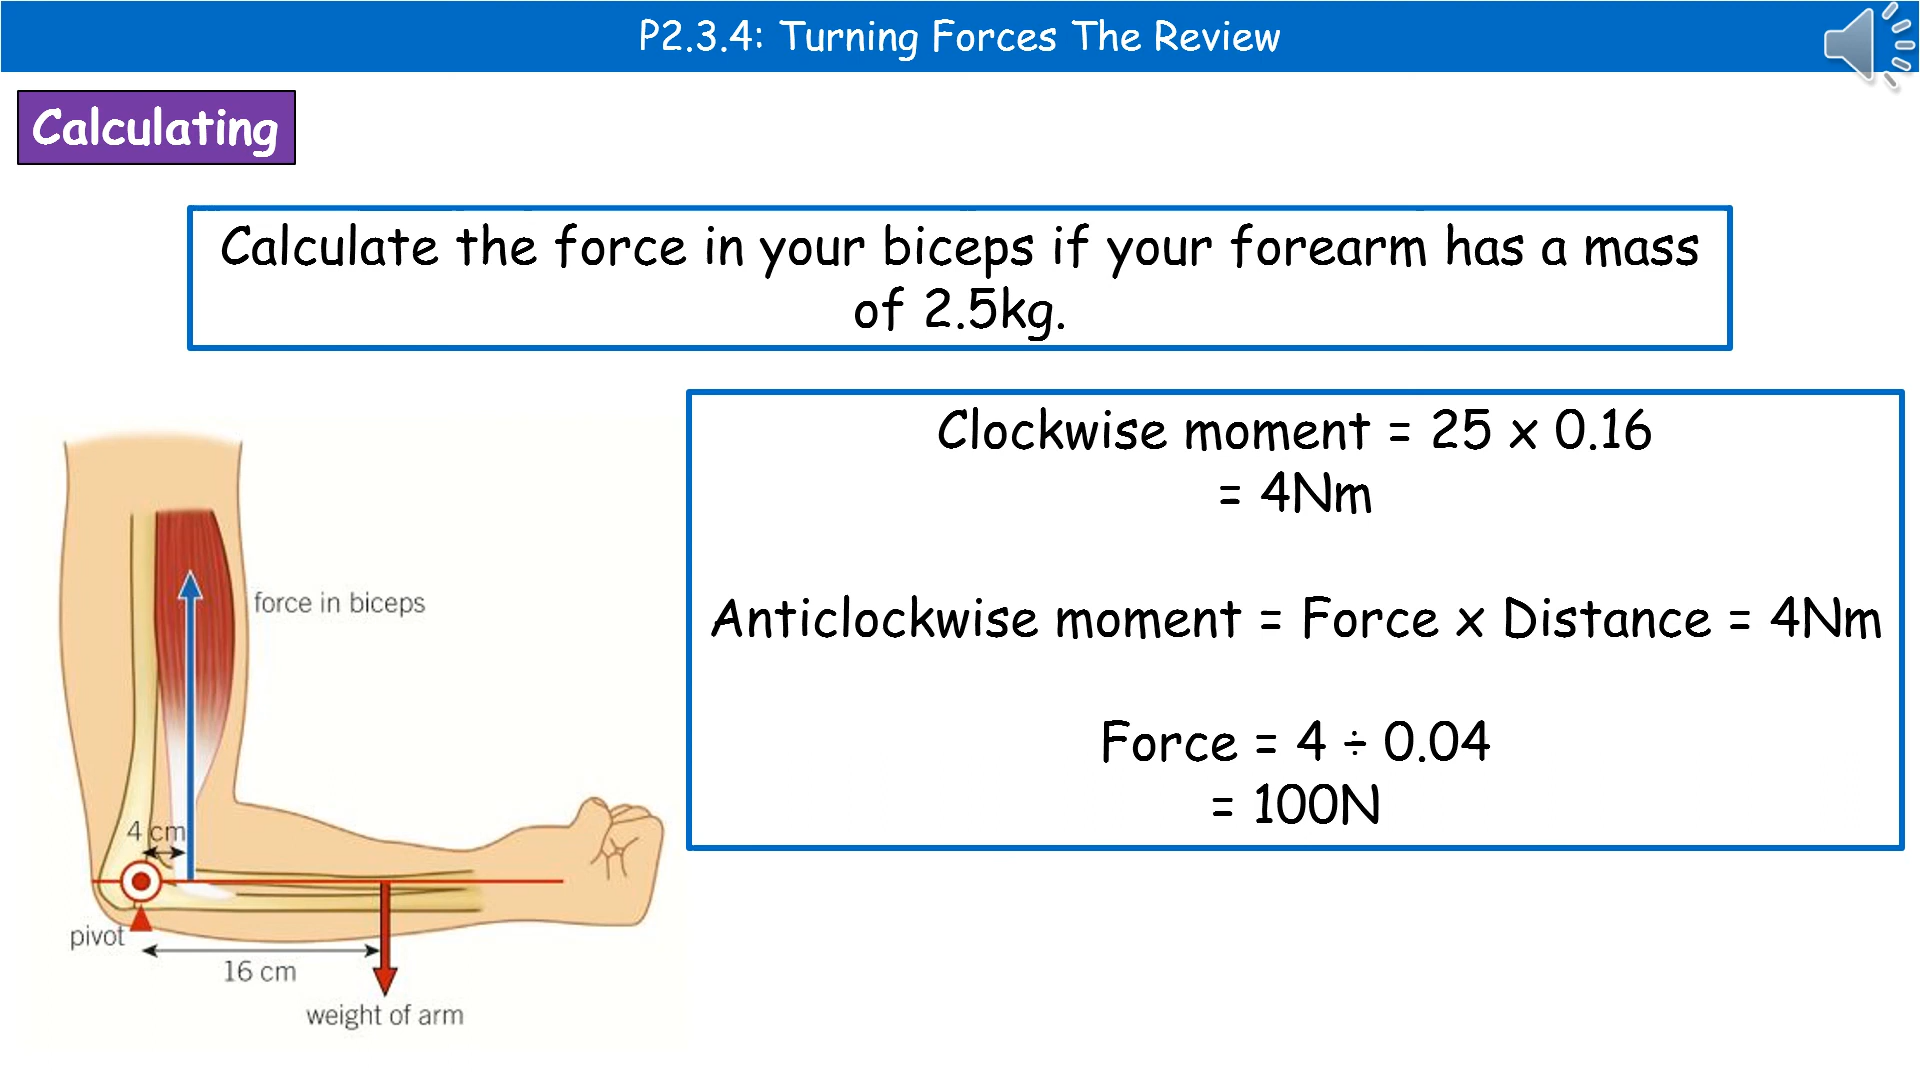 P2.3.4: Turning Forces The Review
Calculating
Calculate the force in your biceps if your forearm has a mass
of 2.5kg.
Clockwise moment = 25 x 0.16
= 4Nm
Anticlockwise moment = Force x Distance = 4Nm
Force = 4 ÷ 0.04
= 100N
force in biceps
4 cm
pivot
16 cm
weight of arm